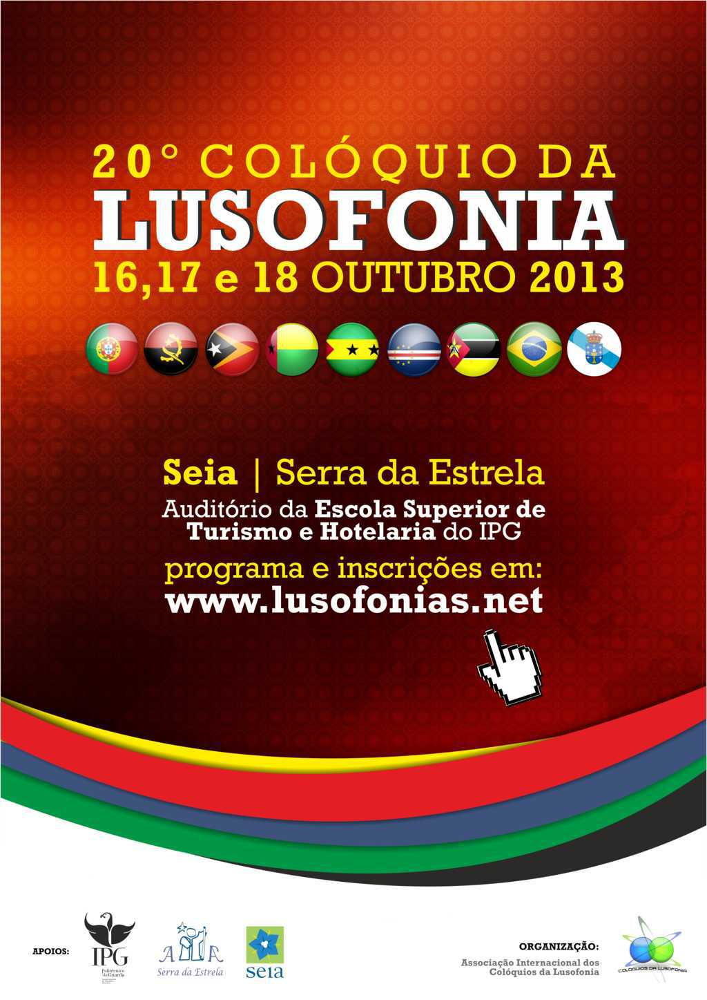 20° COLÓQUIO DA
LUSOFONIA
16,17 e 18 OUTUBRO 2013
Seia | Serra da Estrela
Auditório da Escola Superior de
Turismo e Hotelaria do IPG
programa e inscrições em:
www.lusofonias.net
APOIOS:
IPG
Politécnico
da Guarda
A R
Serra da Estrela
seia
ORGANIZAÇÃO:
Associação Internacional dos
Colóquios da Lusofonia
COLÓQUIOS DA LUSOFONIA